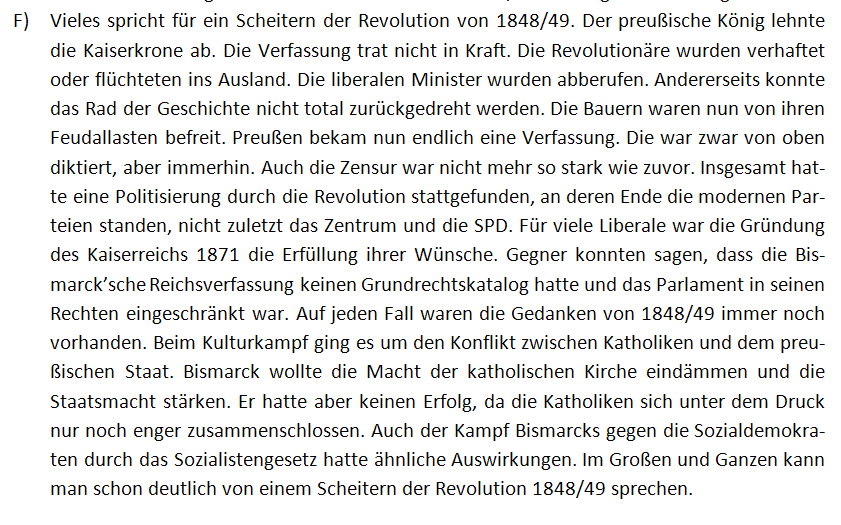 F) Vieles spricht für ein Scheitern der Revolution von 1848/49. Der preußische König lehnte
die Kaiserkrone ab. Die Verfassung trat nicht in Kraft. Die Revolutionäre wurden verhaftet
oder flüchteten ins Ausland. Die liberalen Minister wurden abberufen. Andererseits konnte
das Rad der Geschichte nicht total zurückgedreht werden. Die Bauern waren nun von ihren
Feudallasten befreit. Preußen bekam nun endlich eine Verfassung. Die war zwar von oben
diktiert, aber immerhin. Auch die Zensur war nicht mehr so stark wie zuvor. Insgesamt hat-
te eine Politisierung durch die Revolution stattgefunden, an deren Ende die modernen Par-
teien standen, nicht zuletzt das Zentrum und die SPD. Für viele Liberale war die Gründung
des Kaiserreichs 1871 die Erfüllung ihrer Wünsche. Gegner konnten sagen, dass die Bis-
marck’sche Reichsverfassung keinen Grundrechtskatalog hatte und das Parlament in seinen
Rechten eingeschränkt war. Auf jeden Fall waren die Gedanken von 1848/49 immer noch
vorhanden. Beim Kulturkampf ging es um den Konflikt zwischen Katholiken und dem preu-
ßischen Staat. Bismarck wollte die Macht der katholischen Kirche eindämmen und die
Staatsmacht stärken. Er hatte aber keinen Erfolg, da die Katholiken sich unter dem Druck
nur noch enger zusammenschlossen. Auch der Kampf Bismarcks gegen die Sozialdemokra-
ten durch das Sozialistengesetz hatte ähnliche Auswirkungen. Im Großen und Ganzen kann
man schon deutlich von einem Scheitern der Revolution 1848/49 sprechen.